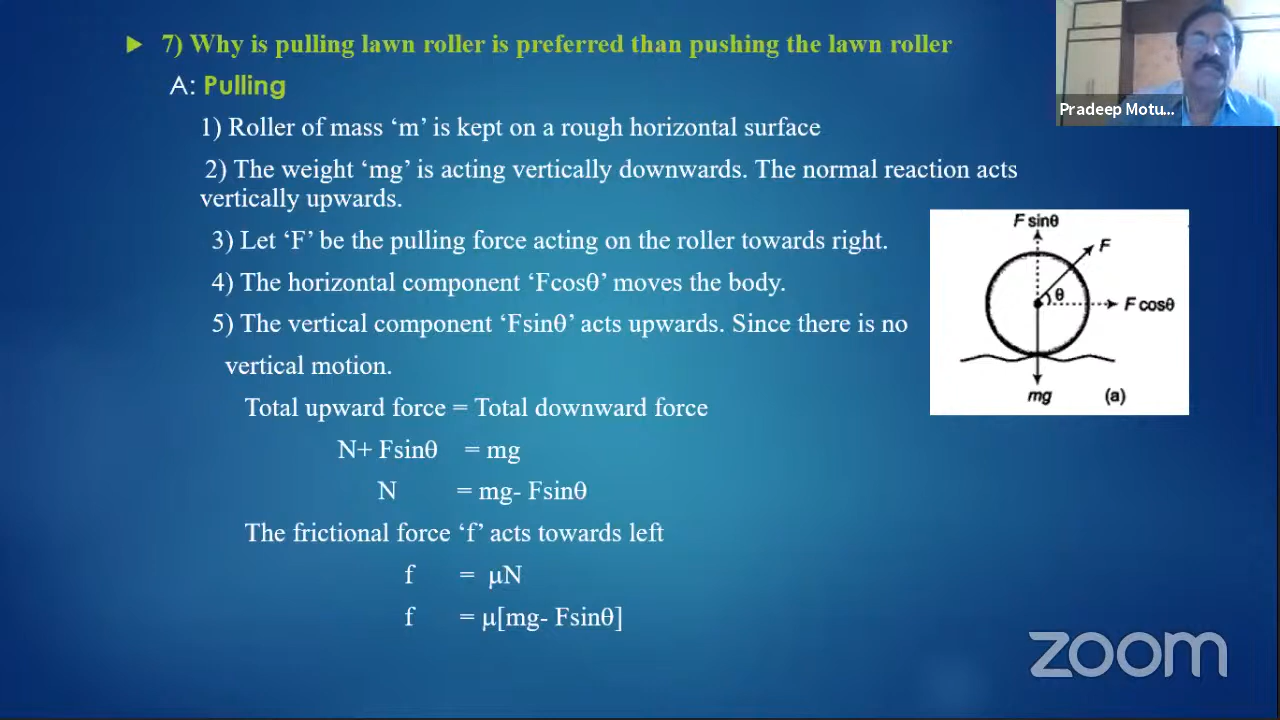 7) Why is pulling lawn roller is preferred than pushing the lawn roller
A: Pulling
1) Roller of mass ‘m’ is kept on a rough horizontal surface
2) The weight ‘mg’ is acting vertically downwards. The normal reaction acts
vertically upwards.
3) Let ‘F’ be the pulling force acting on the roller towards right.
4) The horizontal component ‘Fcosθ’ moves the body.
5) The vertical component ‘Fsinθ’ acts upwards. Since there is no
vertical motion.
Total upward force = Total downward force
N+ Fsinθ = mg
N = mg- Fsinθ
The frictional force ‘f’ acts towards left
f = μN
f = μ[mg- Fsinθ]
Pradeep Motu...
F sinθ
F
θ
F cosθ
mg
(a)
zoom